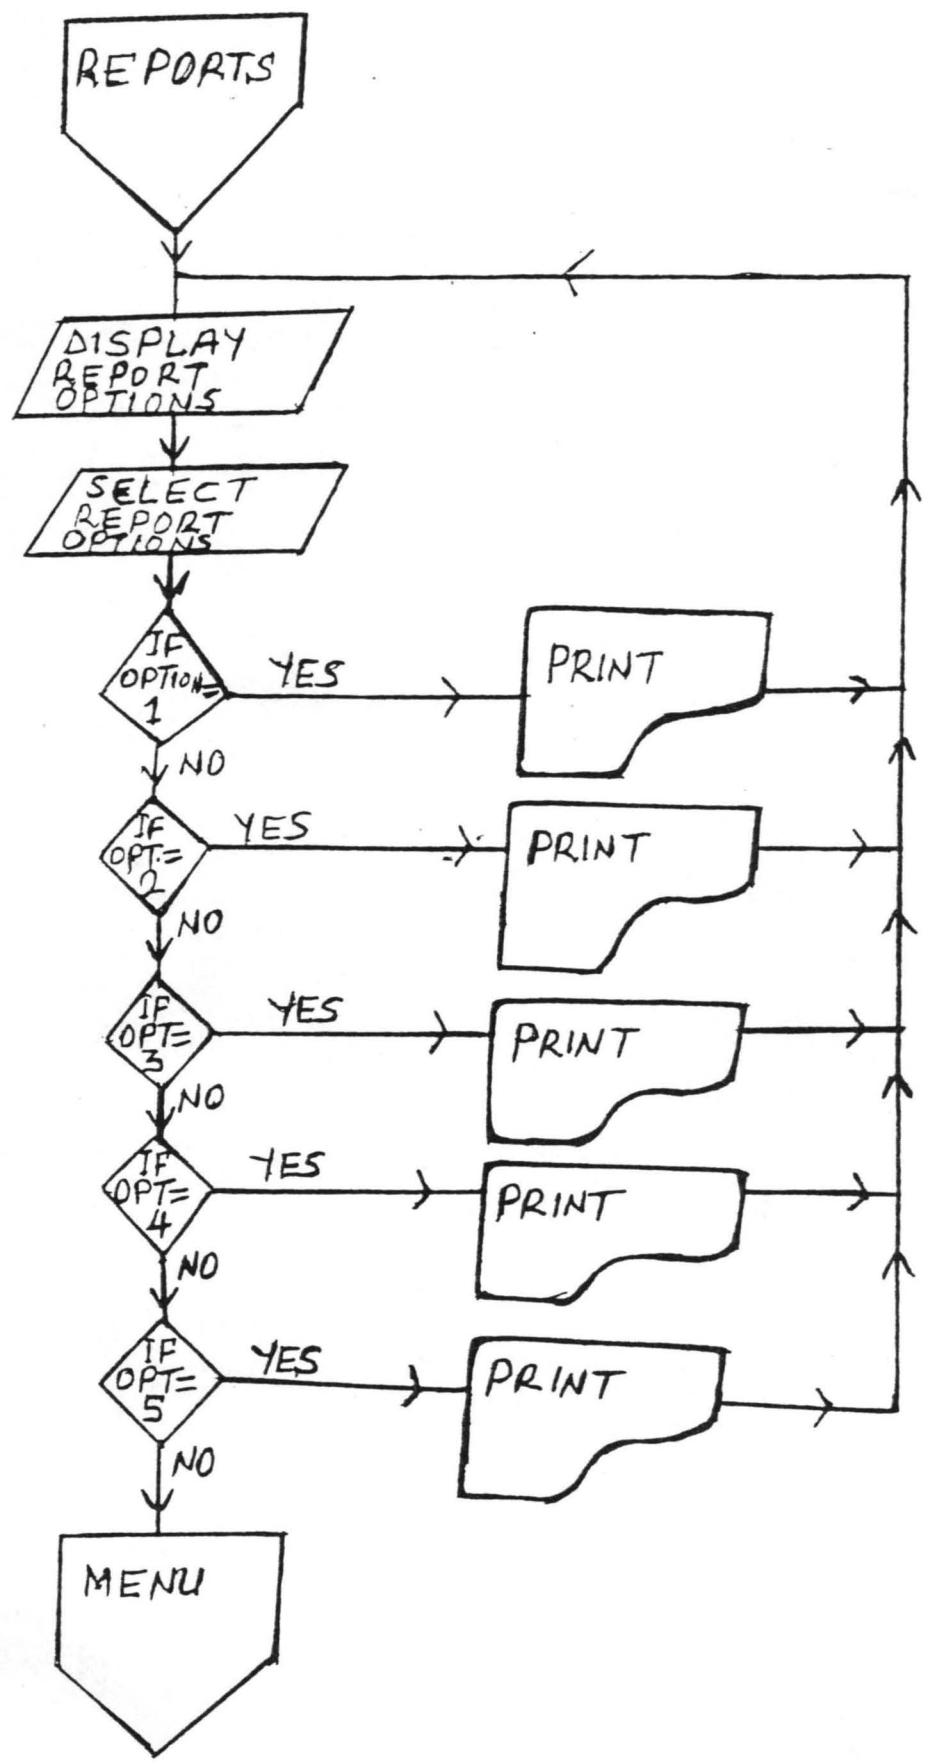 REPORTS
DISPLAY
REPORT
OPTIONS
SELECT
REPORT
OPTIONS
IF
OPTION=
1
YES
PRINT
NO
IF
OPT.=
2
YES
PRINT
NO
IF
OPT=
3
YES
PRINT
NO
IF
OPT=
4
YES
PRINT
NO
IF
OPT=
5
YES
PRINT
NO
MENU